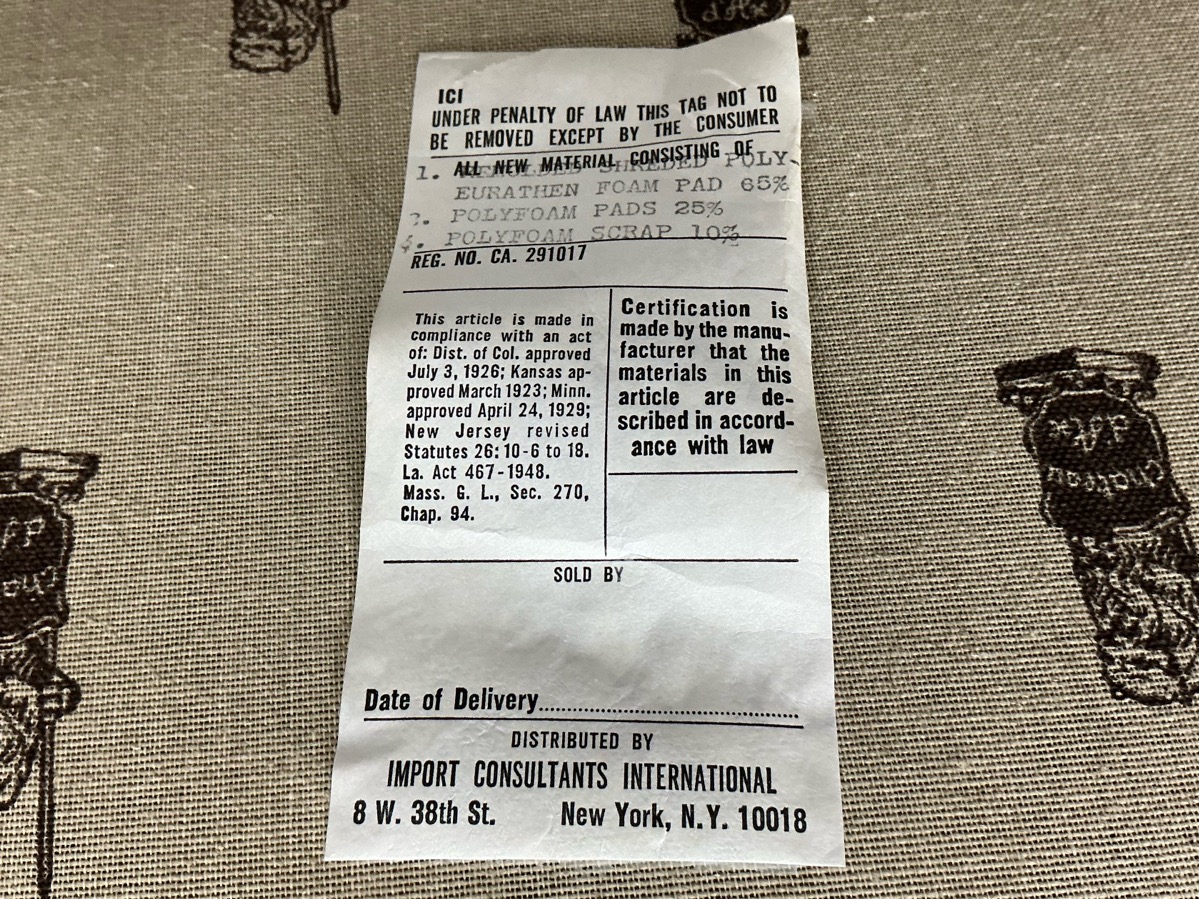 ICI
UNDER PENALTY OF LAW THIS TAG NOT TO
BE REMOVED EXCEPT BY THE CONSUMER
ALL NEW MATERIAL CONSISTING OF
1. REMOLDED SHREDED POLY-
EURATHEN FOAM PAD 65%
2. POLYFOAM PADS 25%
POLYFOAM SCRAP 10%
REG. NO. CA. 291017
This article is made in
compliance with an act
of: Dist. of Col. approved
July 3, 1926; Kansas ap-
proved March 1923; Minn.
approved April 24, 1929;
New Jersey revised
Statutes 26: 10-6 to 18.
La. Act 467-1948.
Mass. G. L., Sec. 270,
Chap. 94.
Certification is
made by the manu-
facturer that the
materials in this
article are de-
scribed in accord-
ance with law
SOLD BY
Date of Delivery
DISTRIBUTED BY
IMPORT CONSULTANTS INTERNATIONAL
8 W. 38th St. New York, N.Y. 10018